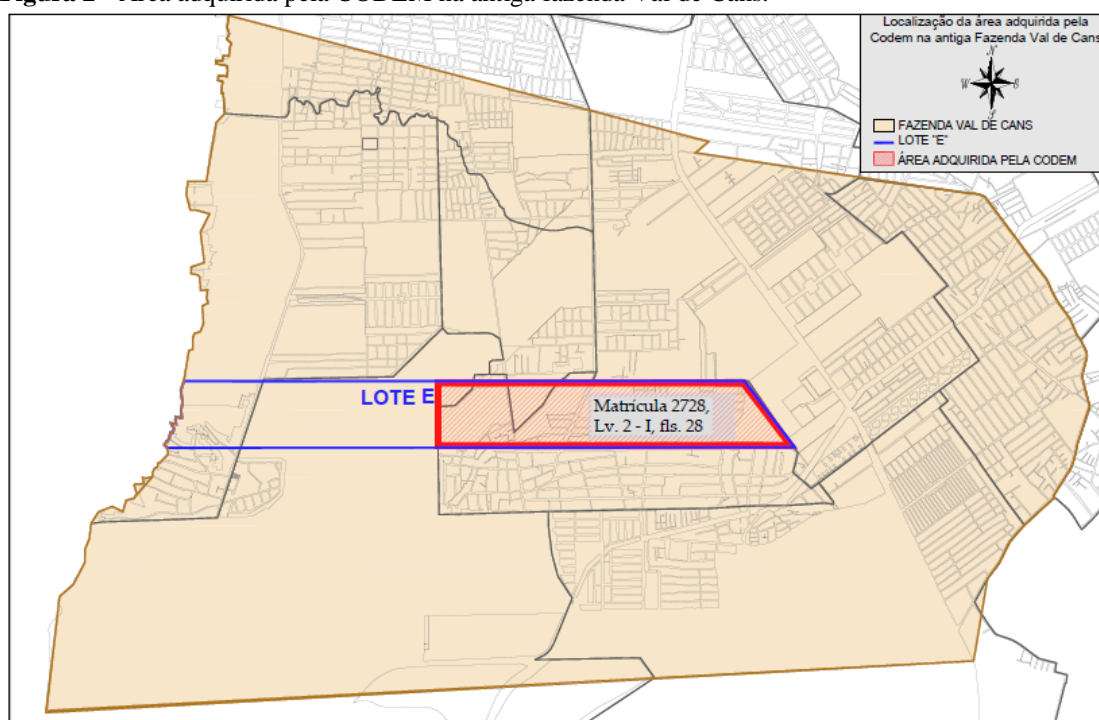 Figura 1 - Área adquirida pela CODEM na antiga fazenda Val de Cans.
Localização da área adquirida pela
Codem na antiga Fazenda Val de Cans
N
W
S
FAZENDA VAL DE CANS
LOTE "E"
ÁREA ADQUIRIDA PELA CODEM
LOTE E
Matrícula 2728,
Lv. 2 - I, fls. 28